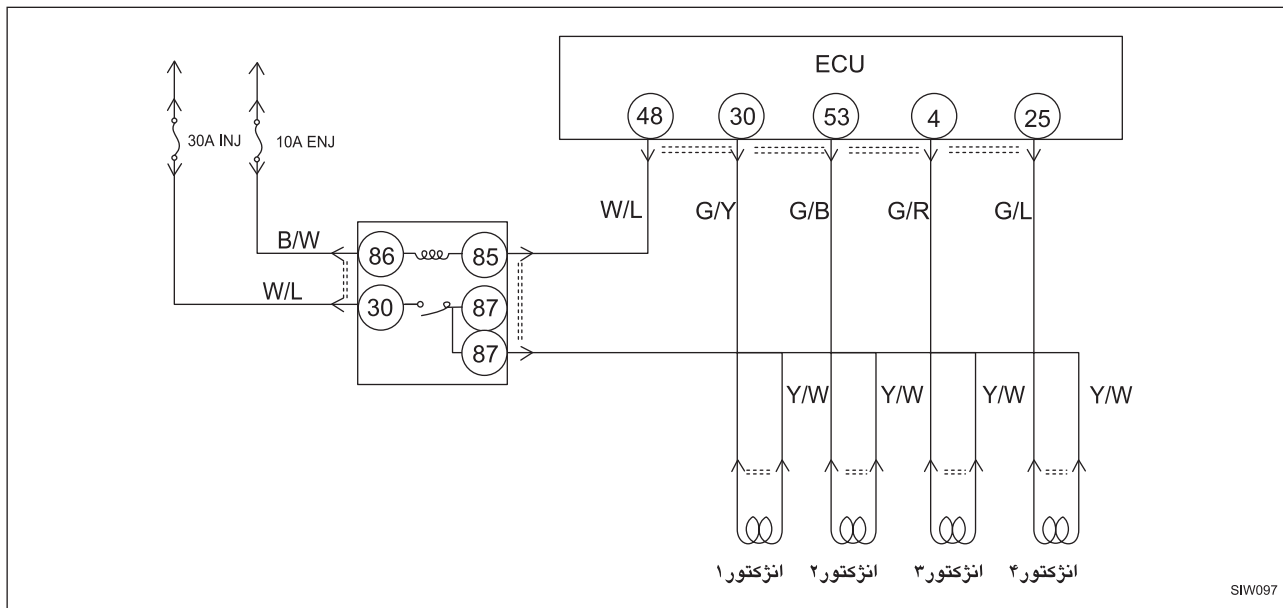 ECU
48 30 53 4 25
30A INJ 10A ENJ
W/L G/Y G/B G/R G/L
B/W
86 85
W/L
30 87
87
Y/W Y/W Y/W Y/W
انژکتور۱ انژکتور۲ انژکتور۳ انژکتور۴
SIW097